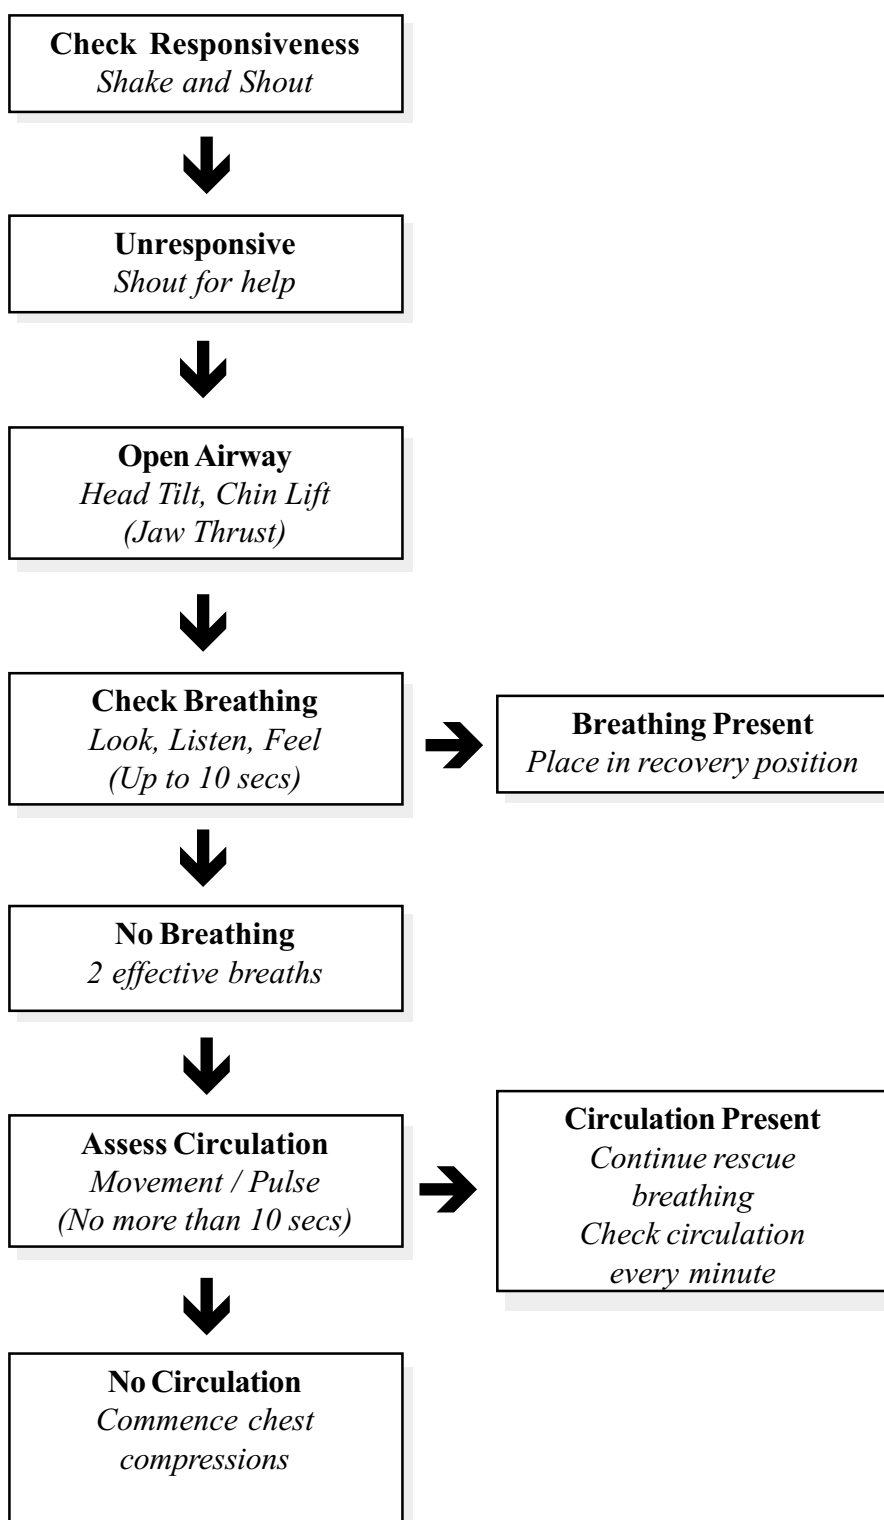 Check Responsiveness
Shake and Shout
Unresponsive
Shout for help
Open Airway
Head Tilt, Chin Lift
(Jaw Thrust)
Check Breathing
Look, Listen, Feel
(Up to 10 secs)
Breathing Present
Place in recovery position
No Breathing
2 effective breaths
Assess Circulation
Movement / Pulse
(No more than 10 secs)
Circulation Present
Continue rescue
breathing
Check circulation
every minute
No Circulation
Commence chest
compressions